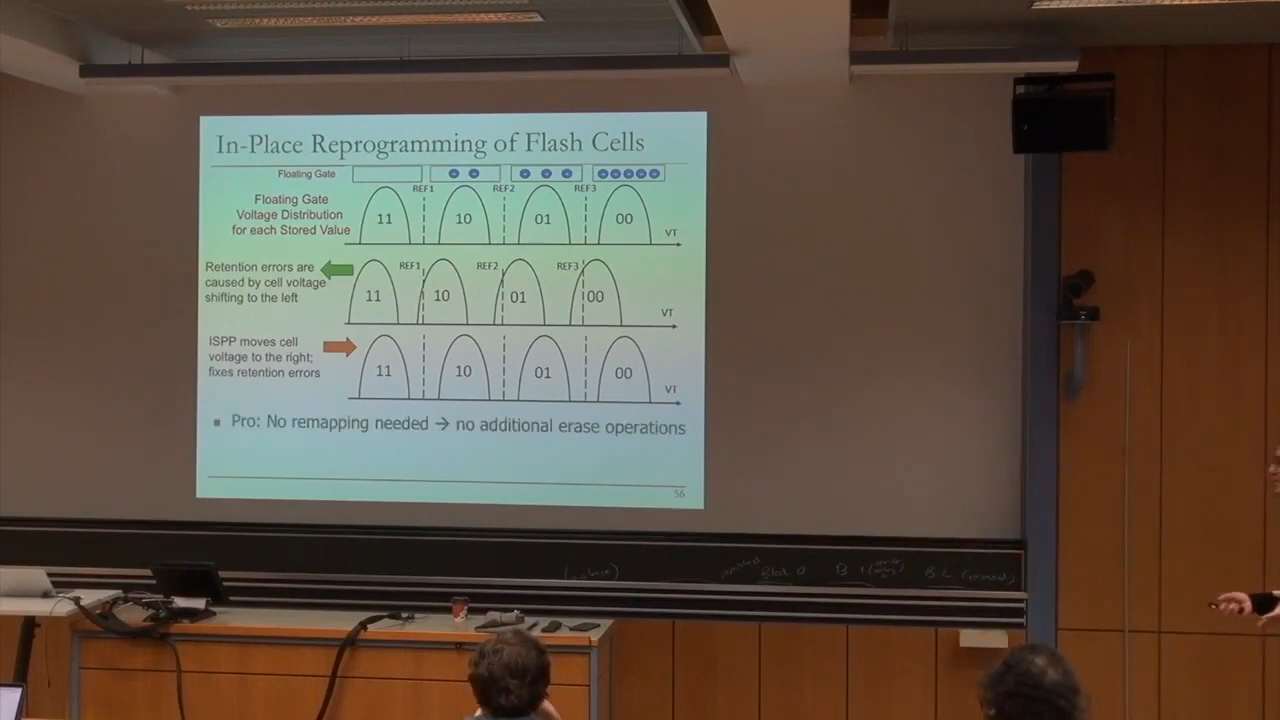 In-Place Reprogramming of Flash Cells
Floating Gate
REF1 REF2 REF3
Floating Gate
Voltage Distribution
for each Stored Value
11 10 01 00
VT
Retention errors are
caused by cell voltage
shifting to the left
REF1 REF2 REF3
11 10 01 00
VT
ISPP moves cell
voltage to the right;
fixes retention errors
11 10 01 00
VT
Pro: No remapping needed → no additional erase operations
56
Block 0